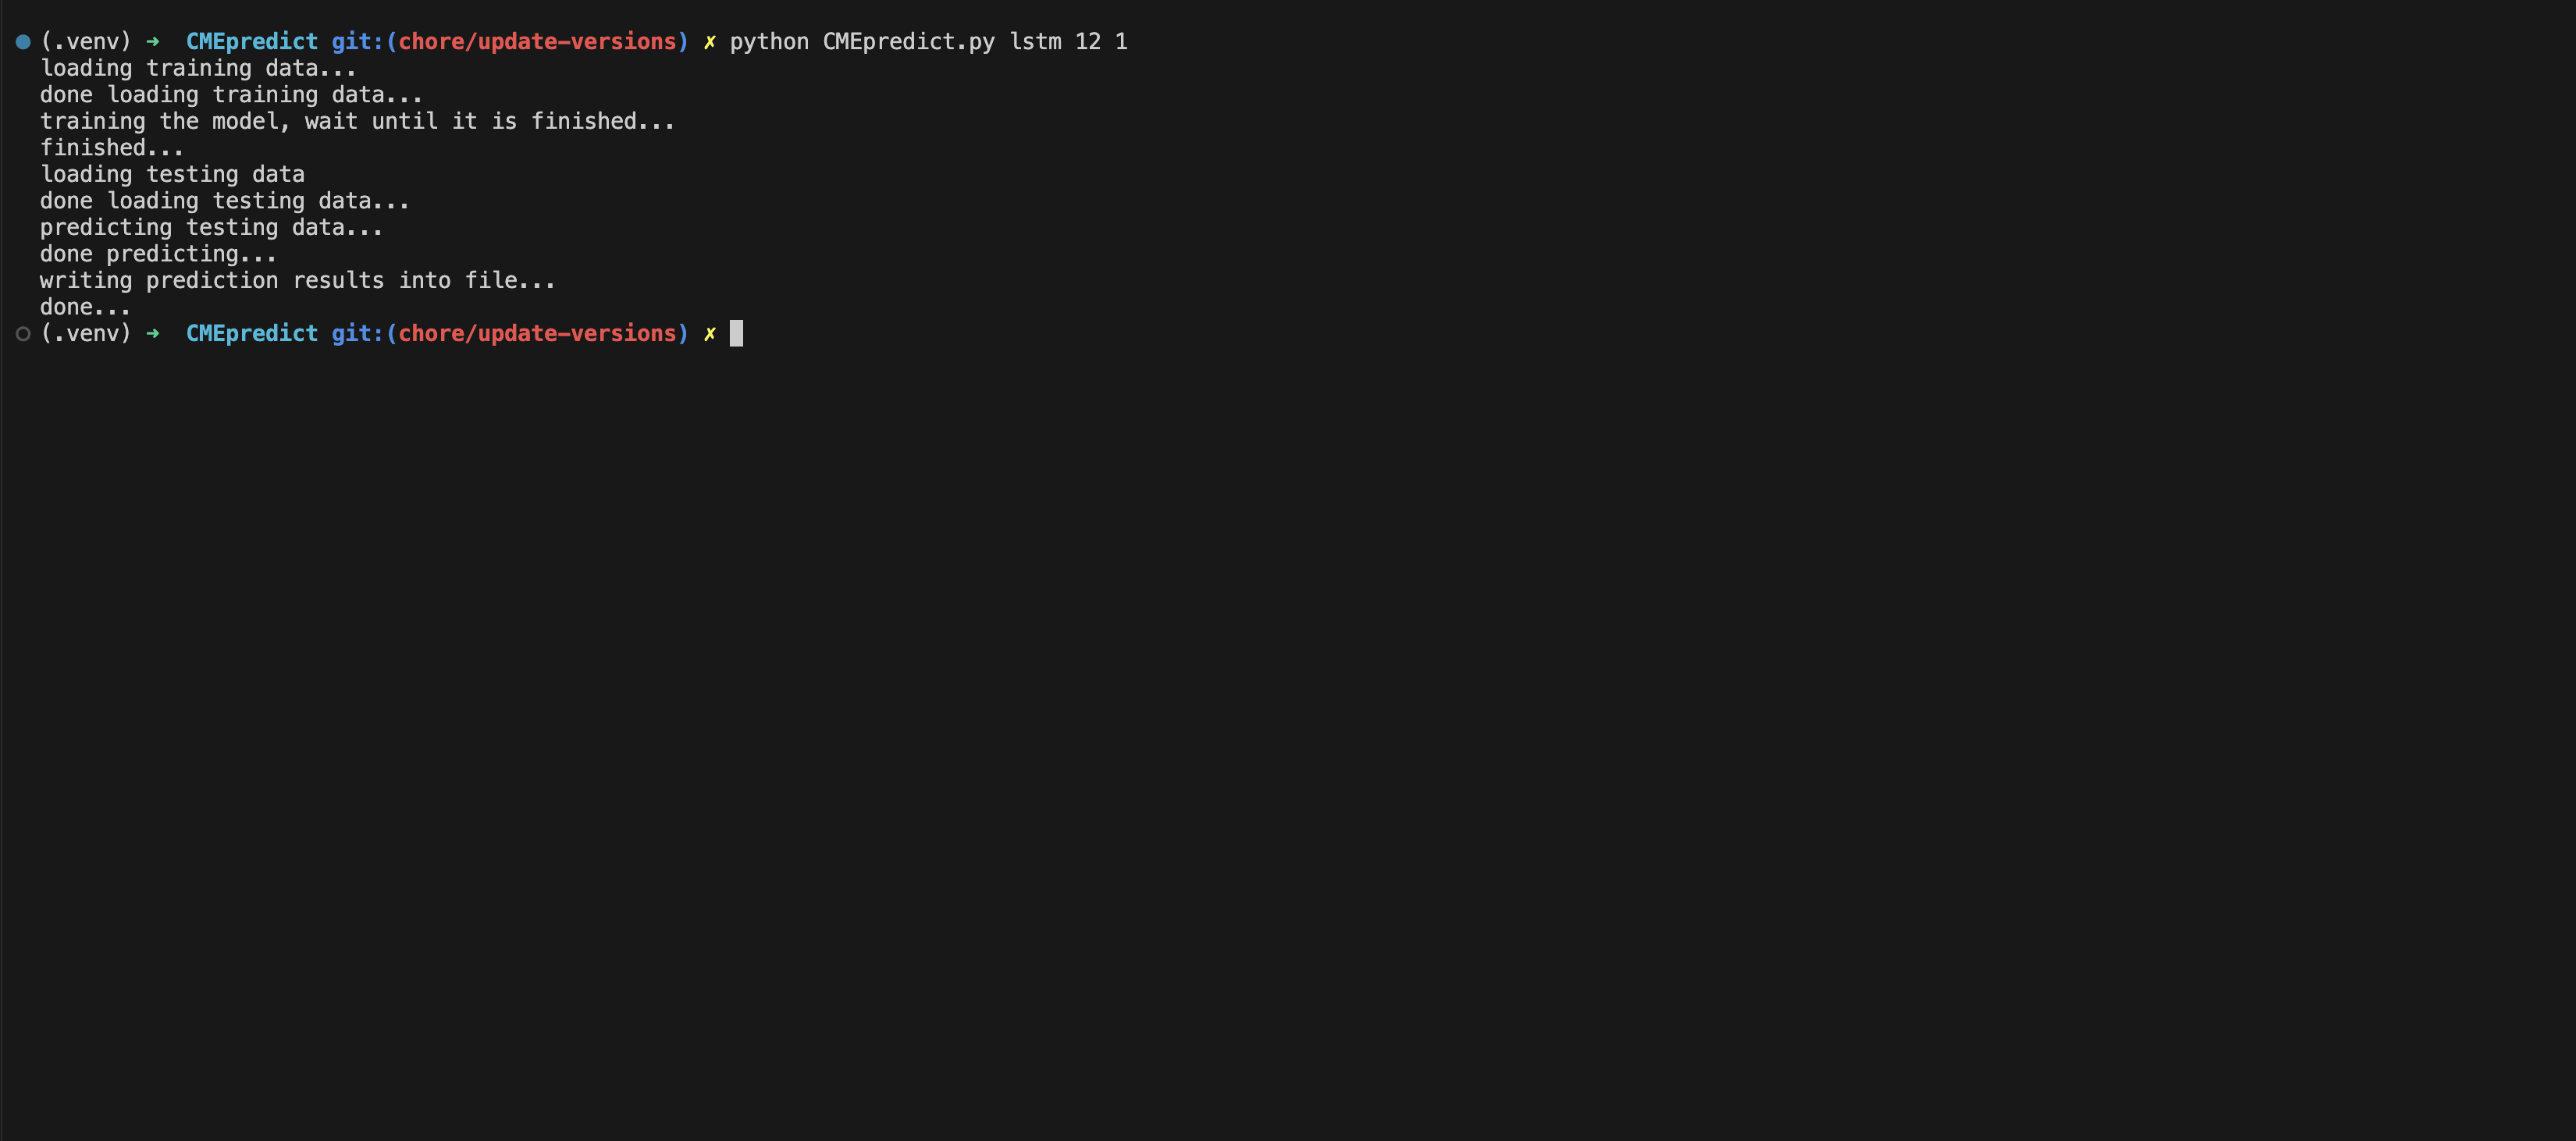 (.venv) ➜  CMEpredict git:(chore/update-versions) ✗ python CMEpredict.py lstm 12 1
loading training data...
done loading training data...
training the model, wait until it is finished...
finished...
loading testing data
done loading testing data...
predicting testing data...
done predicting...
writing prediction results into file...
done...
(.venv) ➜  CMEpredict git:(chore/update-versions) ✗